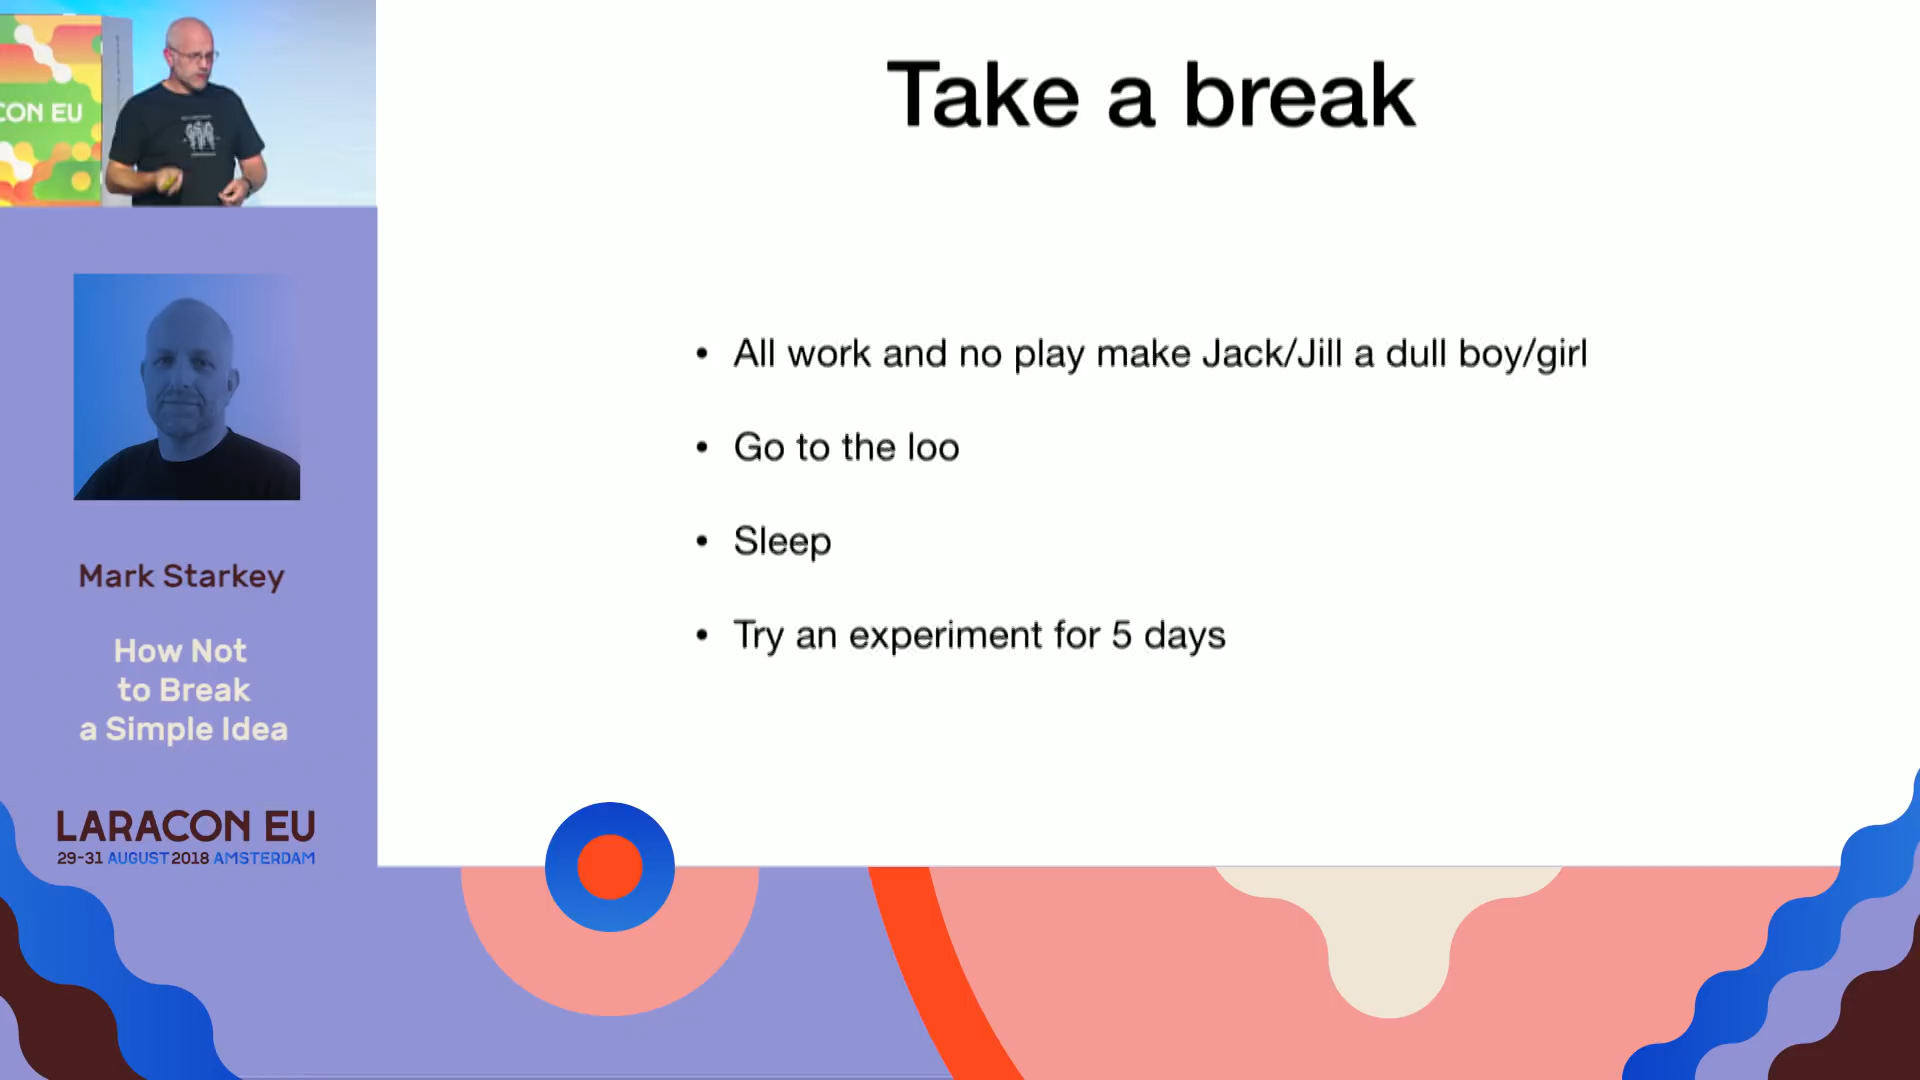 CON EU
Take a break
• All work and no play make Jack/Jill a dull boy/girl
• Go to the loo
• Sleep
• Try an experiment for 5 days
Mark Starkey
How Not
to Break
a Simple Idea
LARACON EU
29-31 AUGUST 2018 AMSTERDAM